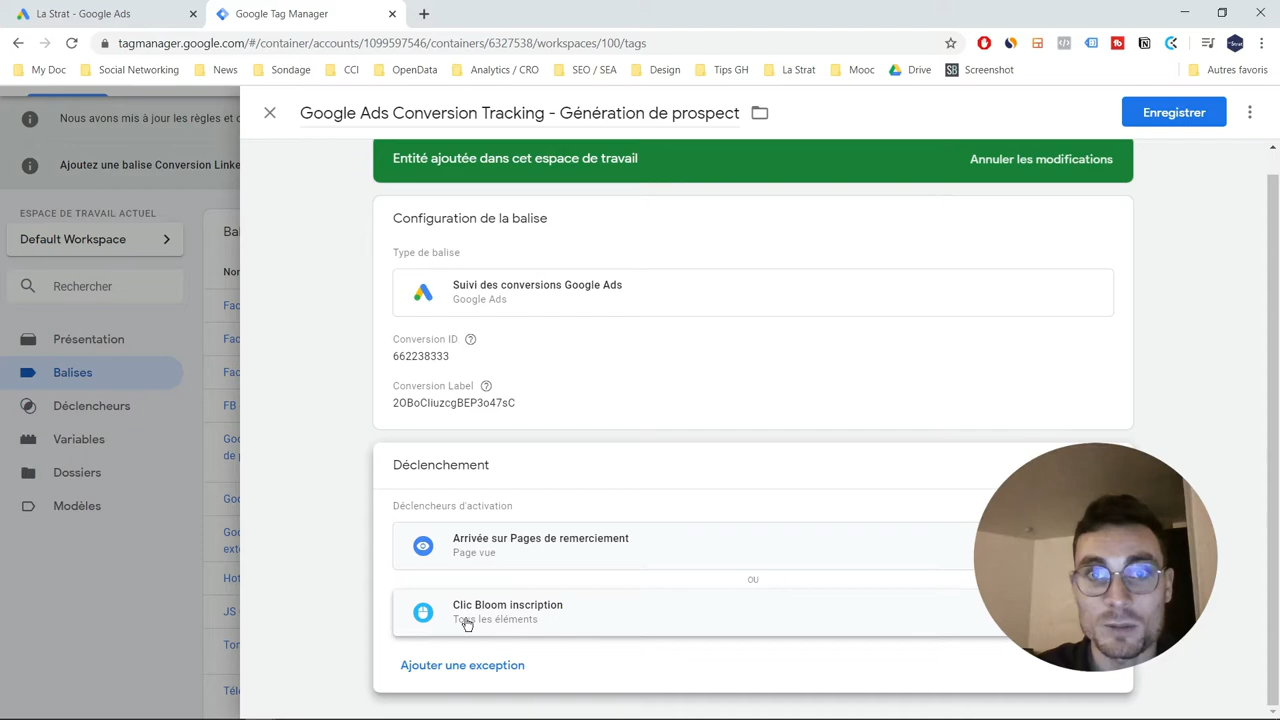 La Strat - Google Ads
Google Tag Manager
tagmanager.google.com/#/container/accounts/1099597546/containers/6327538/workspaces/100/tags
My Doc
Social Networking
News
Sondage
CCI
OpenData
Analytics / CRO
SEO / SEA
Design
Tips GH
La Strat
Mooc
Drive
Screenshot
Autres favoris
Google Ads Conversion Tracking - Génération de prospect
Enregistrer
Nous avons mis à jour les règles et
Ajoutez une balise Conversion Linke
Entité ajoutée dans cet espace de travail
Annuler les modifications
ESPACE DE TRAVAIL ACTUEL
Default Workspace
Rechercher
Présentation
Balises
Déclencheurs
Variables
Dossiers
Modèles
Configuration de la balise
Type de balise
Suivi des conversions Google Ads
Google Ads
Conversion ID
662238333
Conversion Label
Déclenchement
Déclencheurs d'activation
Arrivée sur Pages de remerciement
Page vue
OU
Clic Bloom inscription
Tous les éléments
Ajouter une exception